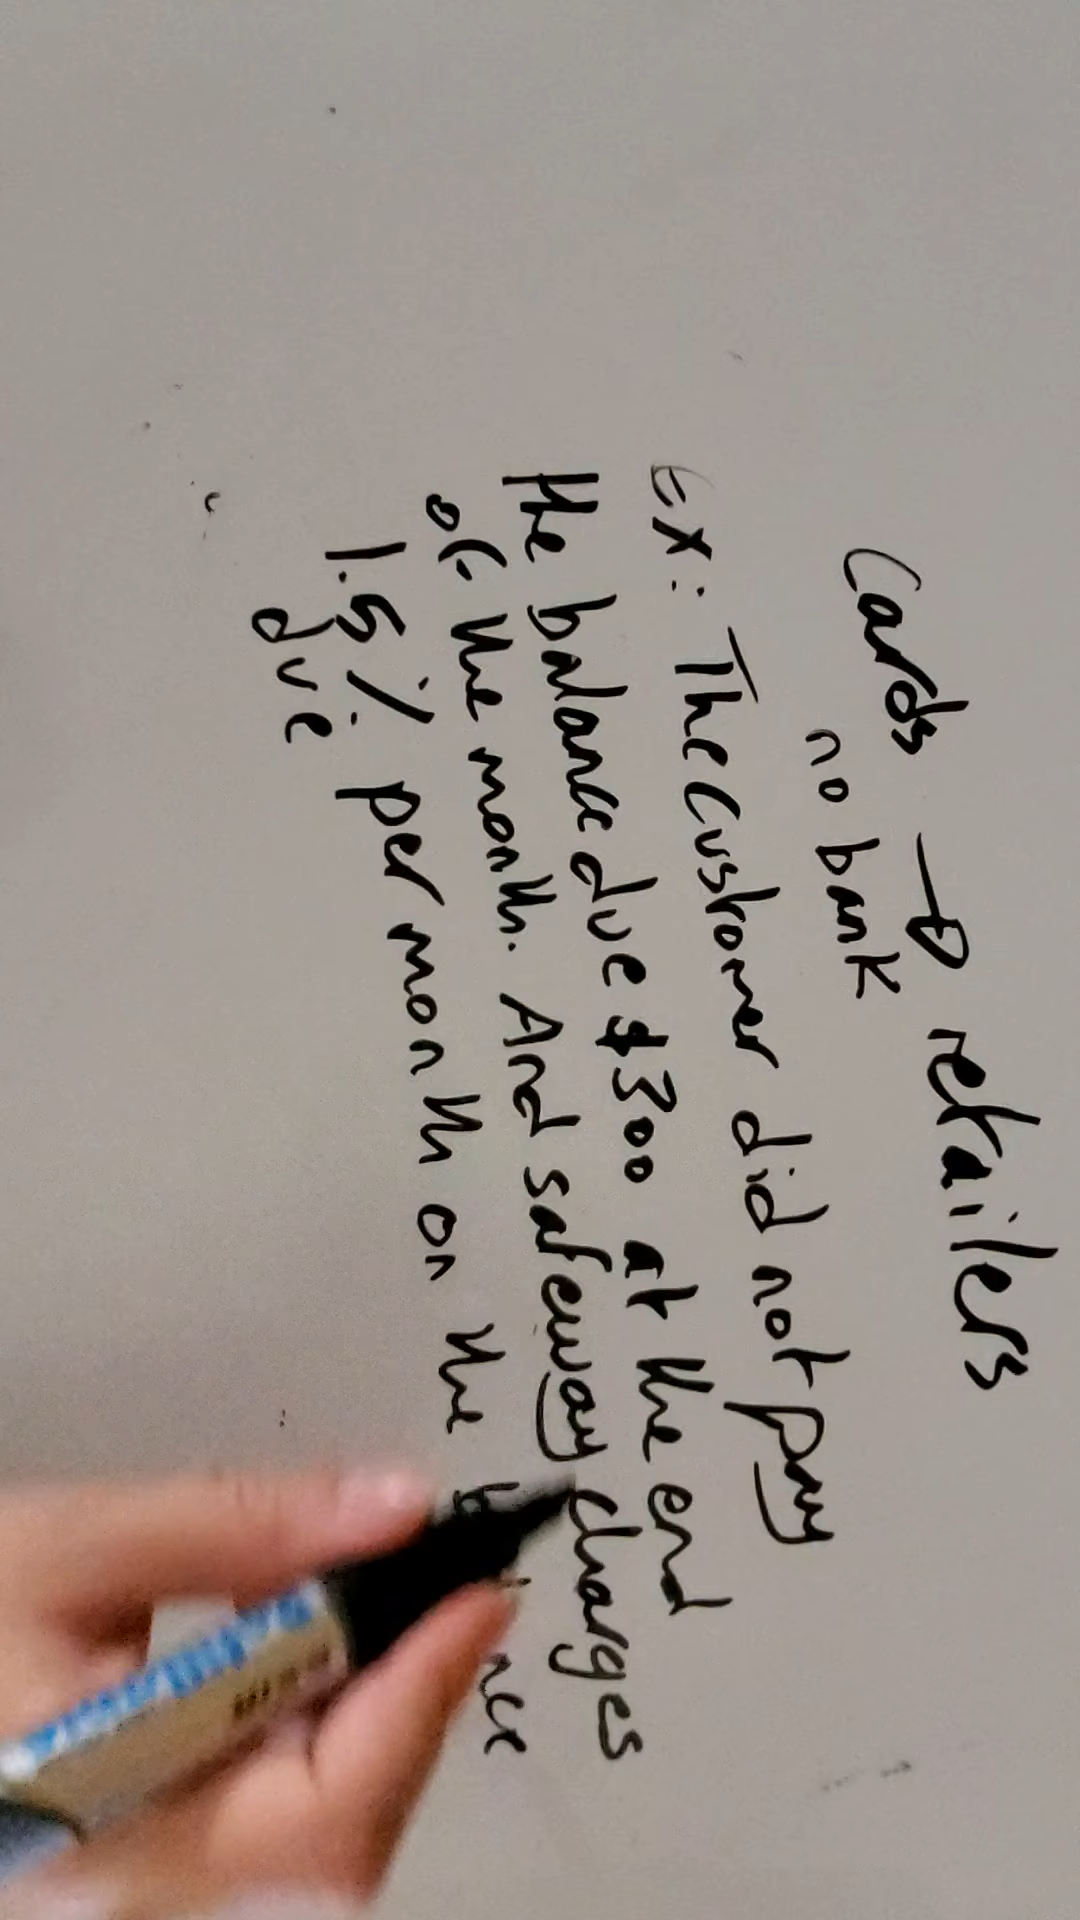 Cards → retailers
no bank
Ex: The customer did not pay
the balance due $300 at the end
of the month. And safeway charges
1.5% per month on the
due